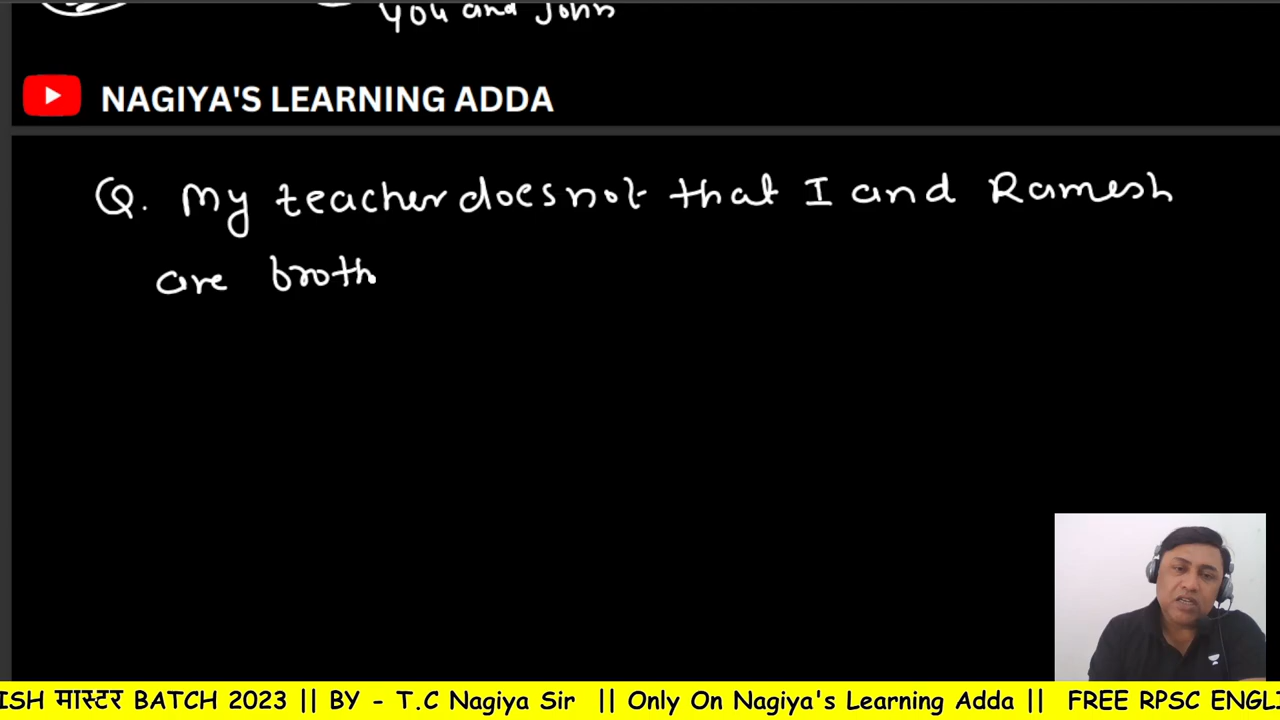 you and John
NAGIYA'S LEARNING ADDA
Q. My teacher does not that I and Ramesh
are broth
ISH मास्टर BATCH 2023 || BY - T.C Nagiya Sir || Only On Nagiya's Learning Adda || FREE RPSC ENGLI